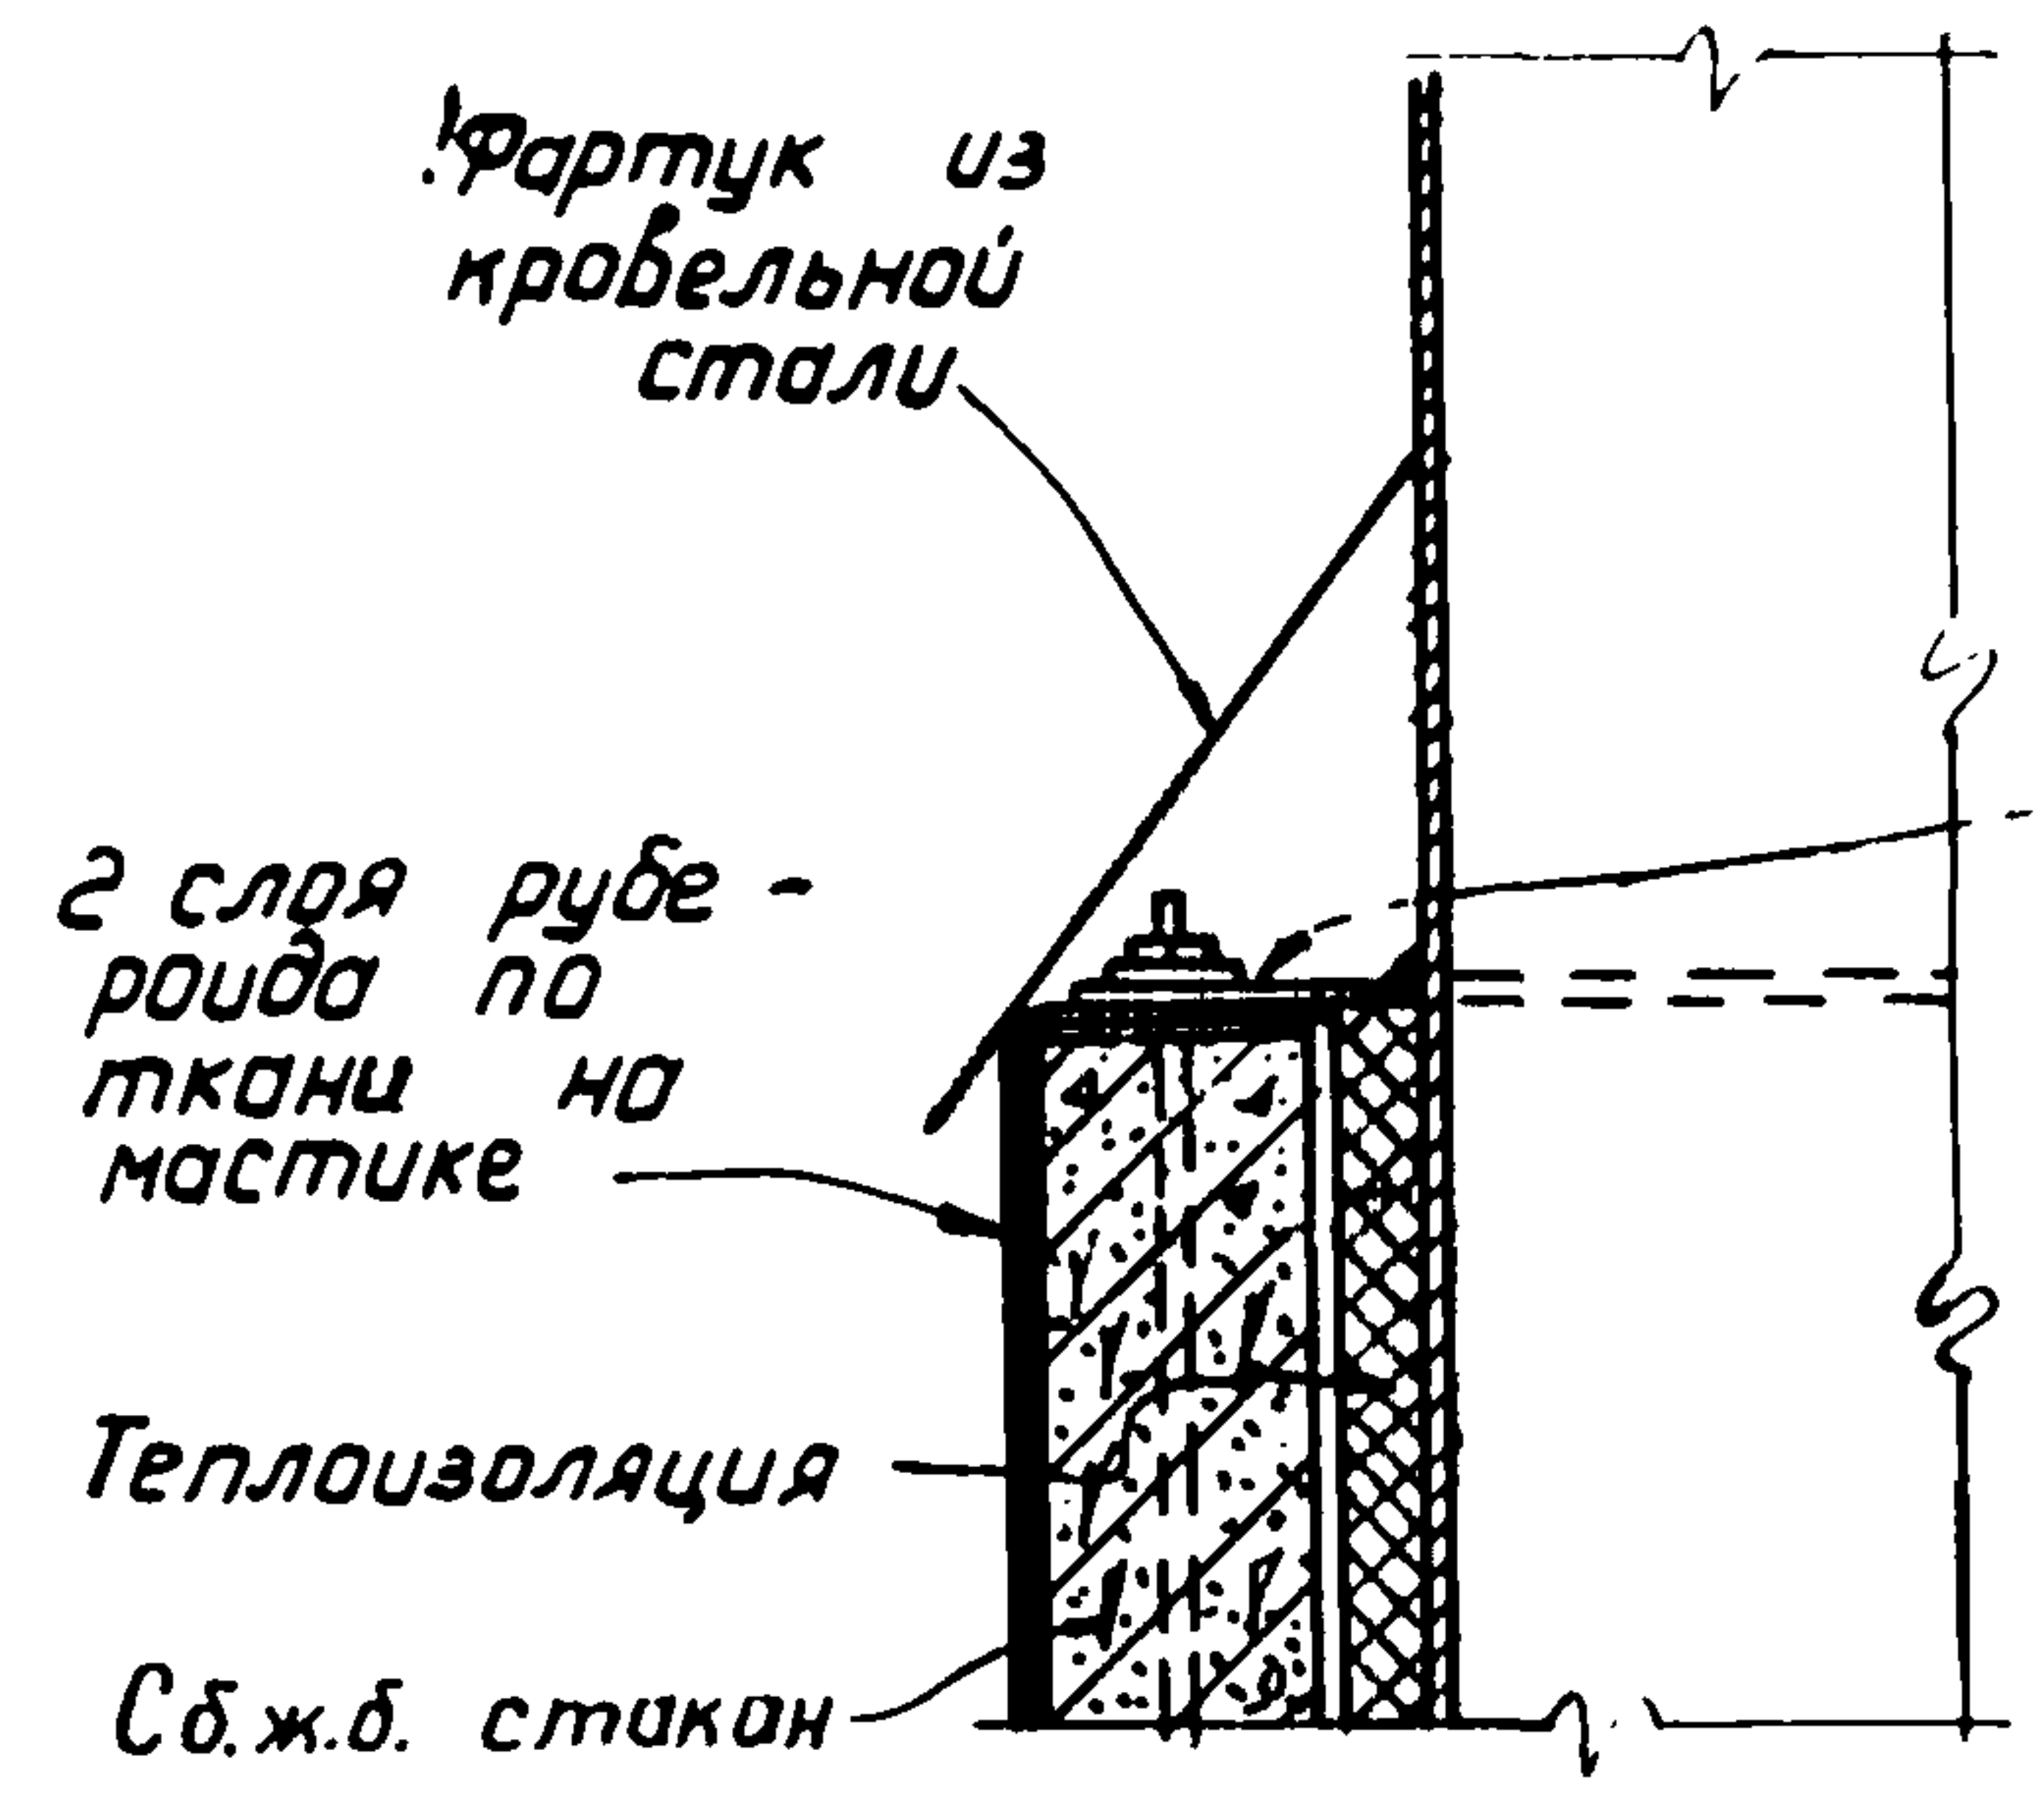 Фартук из
кровельной
стали
2 слоя рубе -
роида по
ткани на
мастике
Теплоизоляция
Сб.ж.б. стакан